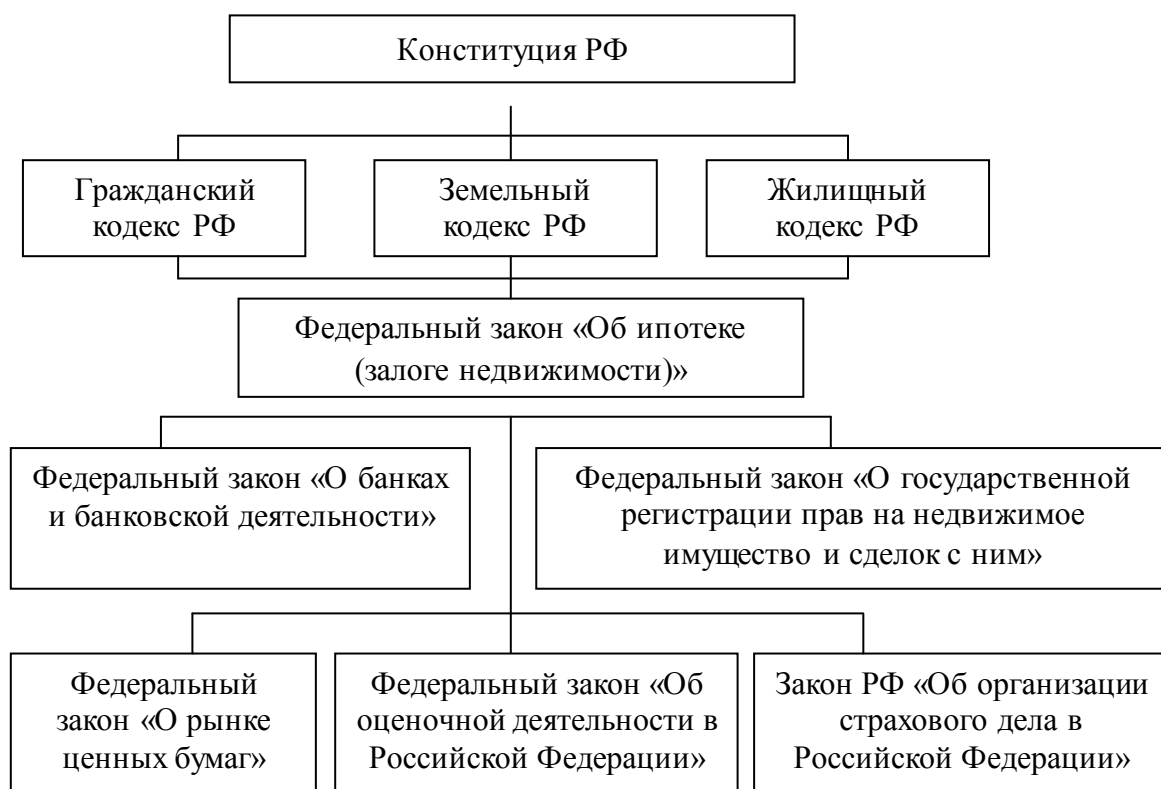 Конституция РФ
Гражданский
кодекс РФ
Земельный
кодекс РФ
Жилищный
кодекс РФ
Федеральный закон «Об ипотеке
(залоге недвижимости)»
Федеральный закон «О банках
и банковской деятельности»
Федеральный закон «О государственной
регистрации прав на недвижимое
имущество и сделок с ним»
Федеральный
закон «О рынке
ценных бумаг»
Федеральный закон «Об
оценочной деятельности в
Российской Федерации»
Закон РФ «Об организации
страхового дела в
Российской Федерации»